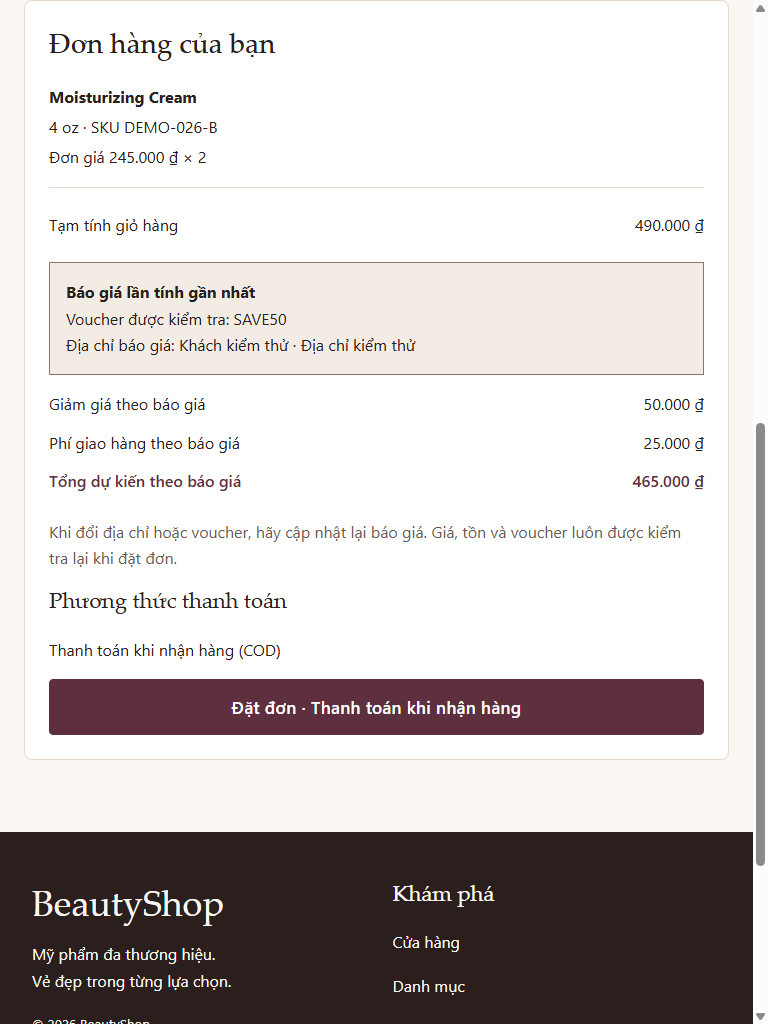 Đơn hàng của bạn
Moisturizing Cream
4 oz · SKU DEMO-026-B
Đơn giá 245.000 ₫ × 2
Tạm tính giỏ hàng 490.000 ₫
Báo giá lần tính gần nhất
Voucher được kiểm tra: SAVE50
Địa chỉ báo giá: Khách kiểm thử · Địa chỉ kiểm thử
Giảm giá theo báo giá 50.000 ₫
Phí giao hàng theo báo giá 25.000 ₫
Tổng dự kiến theo báo giá 465.000 ₫
Khi đổi địa chỉ hoặc voucher, hãy cập nhật lại báo giá. Giá, tồn và voucher luôn được kiểm
tra lại khi đặt đơn.
Phương thức thanh toán
Thanh toán khi nhận hàng (COD)
Đặt đơn · Thanh toán khi nhận hàng
BeautyShop
Mỹ phẩm đa thương hiệu.
Vẻ đẹp trong từng lựa chọn.
© 2026 BeautyShop
Khám phá
Cửa hàng
Danh mục